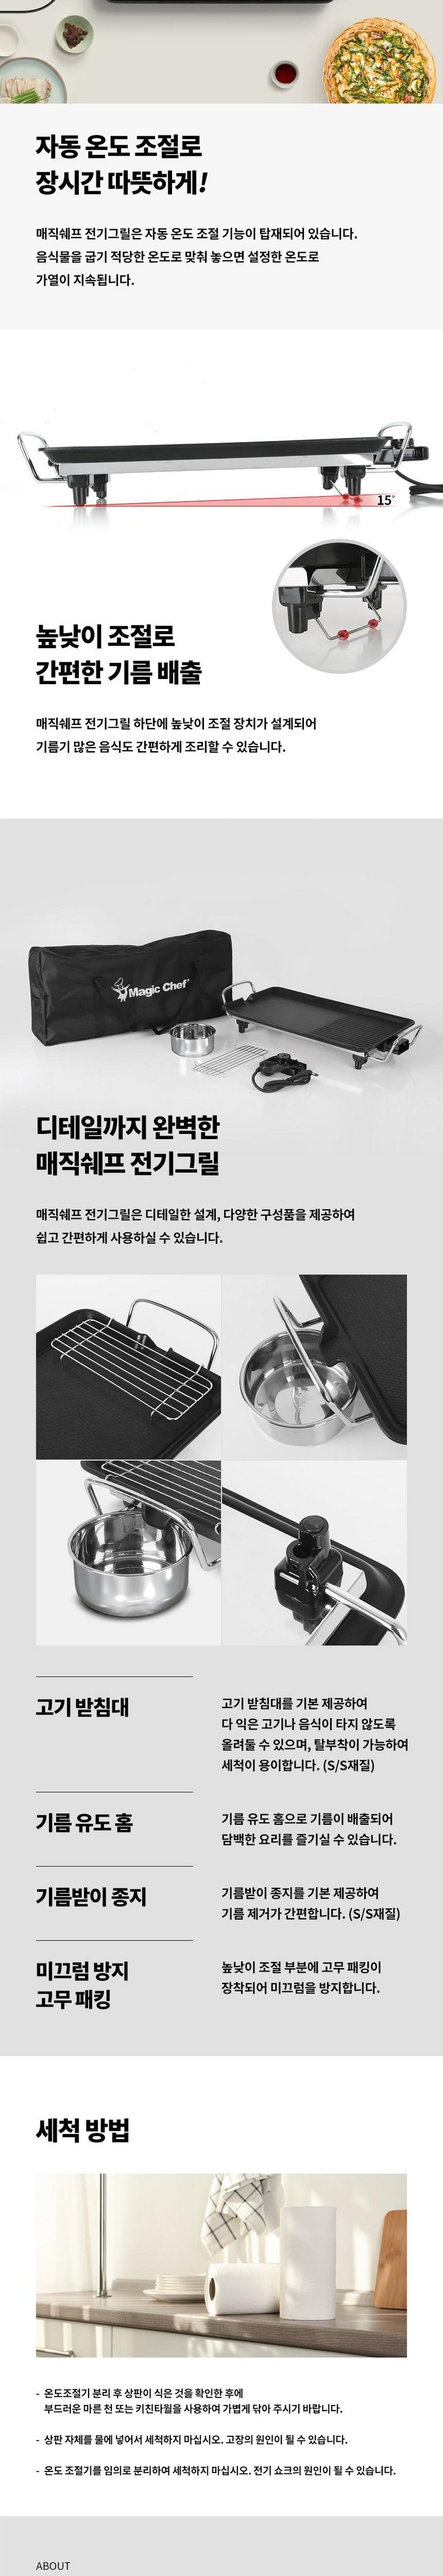 자동 온도 조절로
장시간 따뜻하게!
매직쉐프 전기그릴은 자동 온도 조절 기능이 탑재되어 있습니다.
음식물을 굽기 적당한 온도로 맞춰 놓으면 설정한 온도로
가열이 지속됩니다.
15°
높낮이 조절로
간편한 기름 배출
매직쉐프 전기그릴 하단에 높낮이 조절 장치가 설계되어
기름기 많은 음식도 간편하게 조리할 수 있습니다.
Magic Chef®
디테일까지 완벽한
매직쉐프 전기그릴
매직쉐프 전기그릴은 디테일한 설계, 다양한 구성품을 제공하여
쉽고 간편하게 사용하실 수 있습니다.
고기 받침대
고기 받침대를 기본 제공하여
다 익은 고기나 음식이 타지 않도록
올려둘 수 있으며, 탈부착이 가능하여
세척이 용이합니다. (S/S재질)
기름 유도 홈
기름 유도 홈으로 기름이 배출되어
담백한 요리를 즐기실 수 있습니다.
기름받이 종지
기름받이 종지를 기본 제공하여
기름 제거가 간편합니다. (S/S재질)
미끄럼 방지
고무 패킹
높낮이 조절 부분에 고무 패킹이
장착되어 미끄럼을 방지합니다.
세척 방법
- 온도조절기 분리 후 상판이 식은 것을 확인한 후에
부드러운 마른 천 또는 키친타월을 사용하여 가볍게 닦아 주시기 바랍니다.
- 상판 자체를 물에 넣어서 세척하지 마십시오. 고장의 원인이 될 수 있습니다.
- 온도 조절기를 임의로 분리하여 세척하지 마십시오. 전기 쇼크의 원인이 될 수 있습니다.
ABOUT